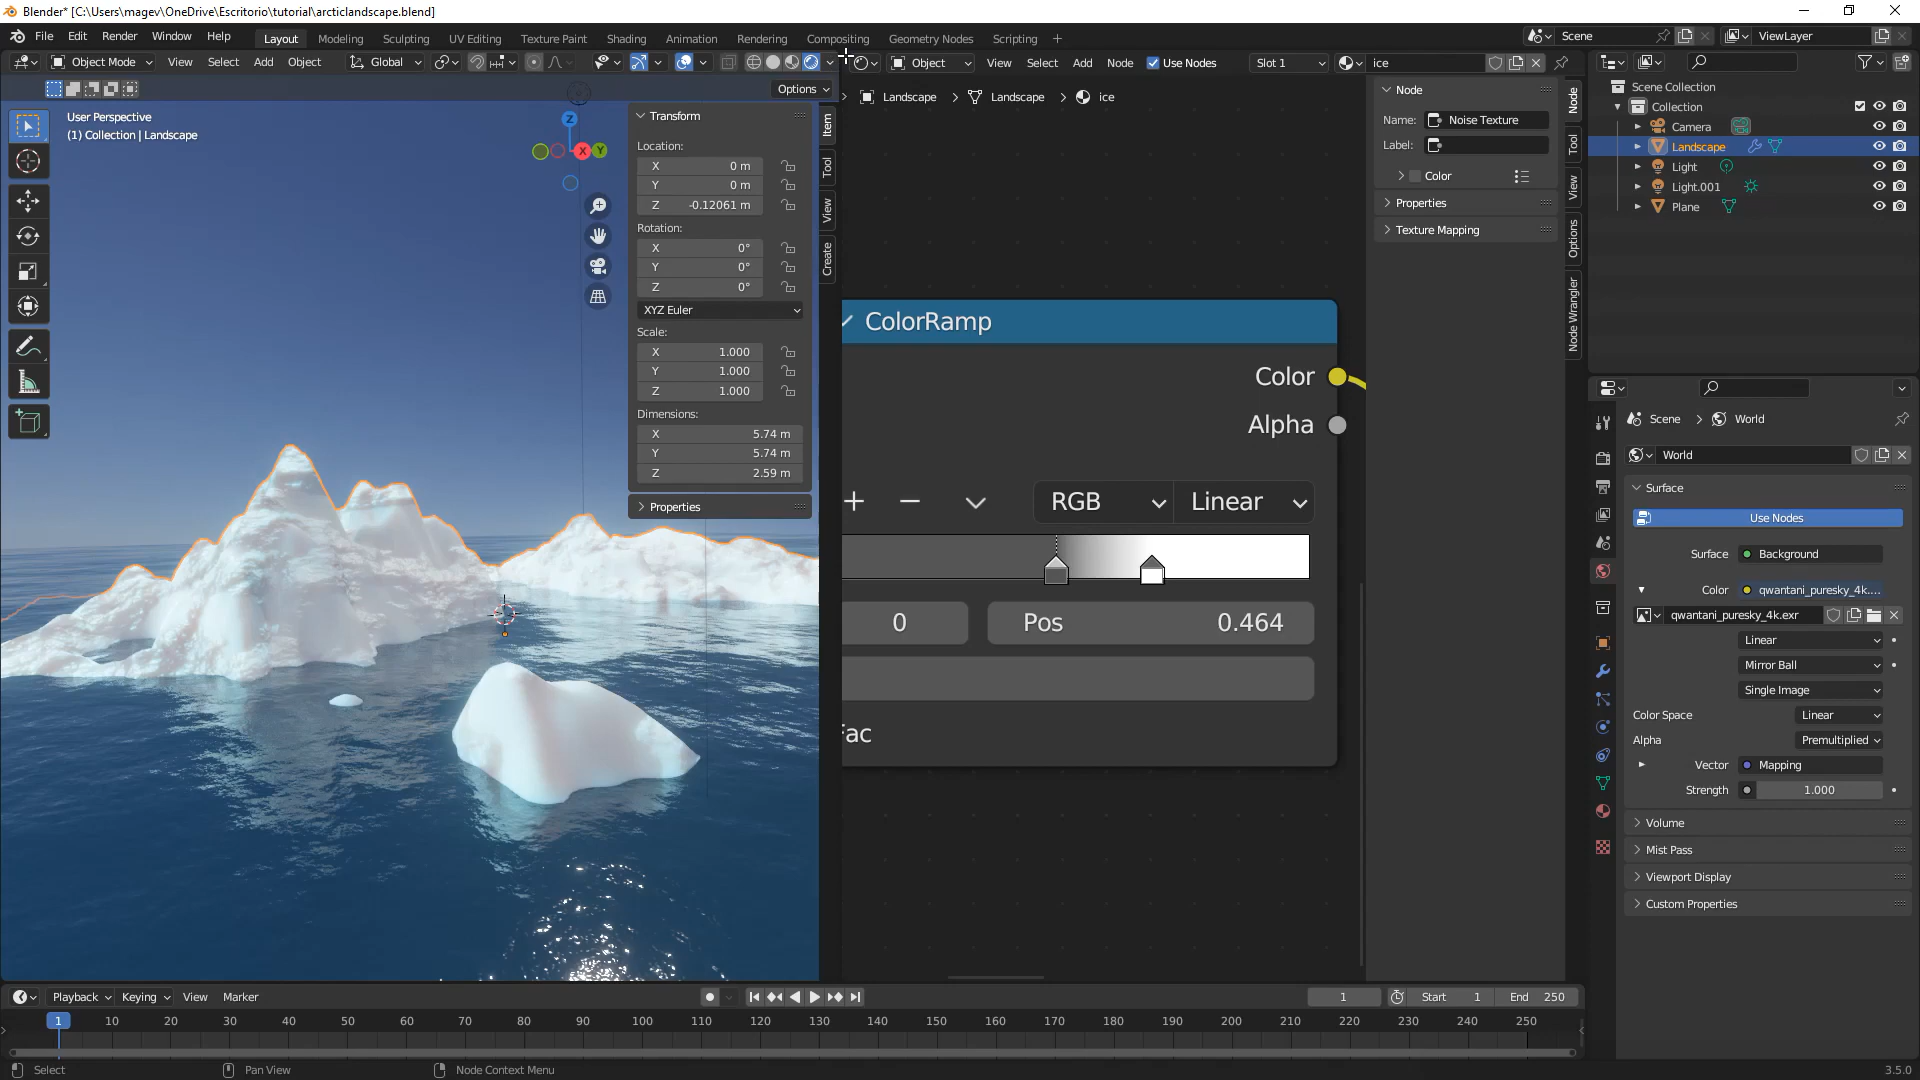 Blender* [C:\Users\magev\OneDrive\Escritorio\tutorial\arcticlandscape.blend]
File Edit Render Window Help Layout Modeling Sculpting UV Editing Texture Paint Shading Animation Rendering Compositing Geometry Nodes Scripting + Scene ViewLayer
Object Mode View Select Add Object Global Object View Select Add Node Use Nodes Slot 1 ice
Options
User Perspective
(1) Collection | Landscape
Z
X
Y
Transform
Location:
X 0 m
Y 0 m
Z -0.12061 m
Rotation:
X 0°
Y 0°
Z 0°
XYZ Euler
Scale:
X 1.000
Y 1.000
Z 1.000
Dimensions:
X 5.74 m
Y 5.74 m
Z 2.59 m
Properties
Item
Tool
View
Create
Landscape > Landscape > ice
ColorRamp
Color
Alpha
RGB Linear
0 Pos 0.464
Fac
Node
Name: Noise Texture
Label:
Color
Properties
Texture Mapping
Node
Tool
View
Options
Node Wrangler
Scene Collection
Collection
Camera
Landscape
Light
Light.001
Plane
Scene > World
World
Surface
Use Nodes
Surface Background
Color qwantani_puresky_4k....
qwantani_puresky_4k.exr
Linear
Mirror Ball
Single Image
Color Space Linear
Alpha Premultiplied
Vector Mapping
Strength 1.000
Volume
Mist Pass
Viewport Display
Custom Properties
Playback Keying View Marker 1 Start 1 End 250
1 10 20 30 40 50 60 70 80 90 100 110 120 130 140 150 160 170 180 190 200 210 220 230 240 250
Select Pan View Node Context Menu 3.5.0